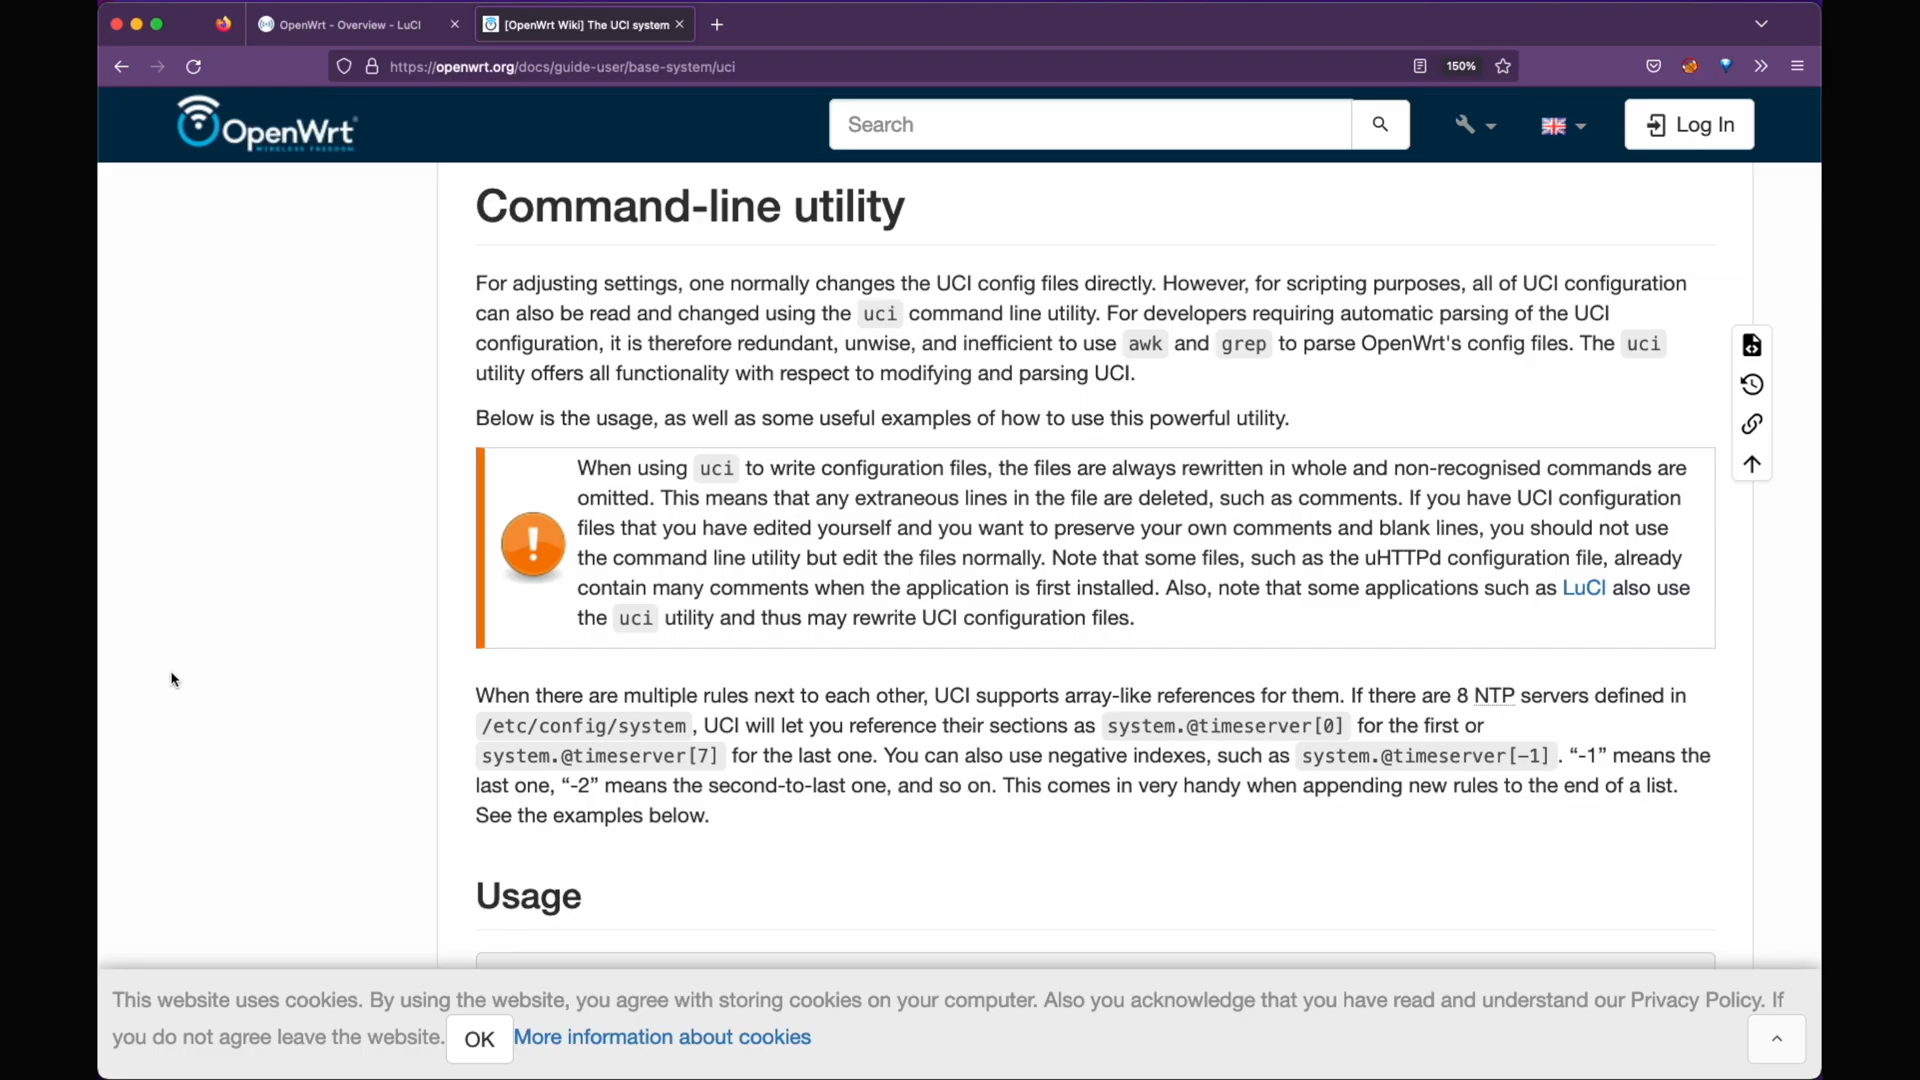 OpenWrt - Overview - LuCI
[OpenWrt Wiki] The UCI system
https://openwrt.org/docs/guide-user/base-system/uci
150%
OpenWrt
WIRELESS FREEDOM
Search
Log In
Command-line utility
For adjusting settings, one normally changes the UCI config files directly. However, for scripting purposes, all of UCI configuration
can also be read and changed using the uci command line utility. For developers requiring automatic parsing of the UCI
configuration, it is therefore redundant, unwise, and inefficient to use awk and grep to parse OpenWrt's config files. The uci
utility offers all functionality with respect to modifying and parsing UCI.
Below is the usage, as well as some useful examples of how to use this powerful utility.
When using uci to write configuration files, the files are always rewritten in whole and non-recognised commands are
omitted. This means that any extraneous lines in the file are deleted, such as comments. If you have UCI configuration
files that you have edited yourself and you want to preserve your own comments and blank lines, you should not use
the command line utility but edit the files normally. Note that some files, such as the uHTTPd configuration file, already
contain many comments when the application is first installed. Also, note that some applications such as LuCI also use
the uci utility and thus may rewrite UCI configuration files.
When there are multiple rules next to each other, UCI supports array-like references for them. If there are 8 NTP servers defined in
/etc/config/system , UCI will let you reference their sections as system.@timeserver[0] for the first or
system.@timeserver[7] for the last one. You can also use negative indexes, such as system.@timeserver[-1] . “-1” means the
last one, “-2” means the second-to-last one, and so on. This comes in very handy when appending new rules to the end of a list.
See the examples below.
Usage
This website uses cookies. By using the website, you agree with storing cookies on your computer. Also you acknowledge that you have read and understand our Privacy Policy. If
you do not agree leave the website. OK More information about cookies